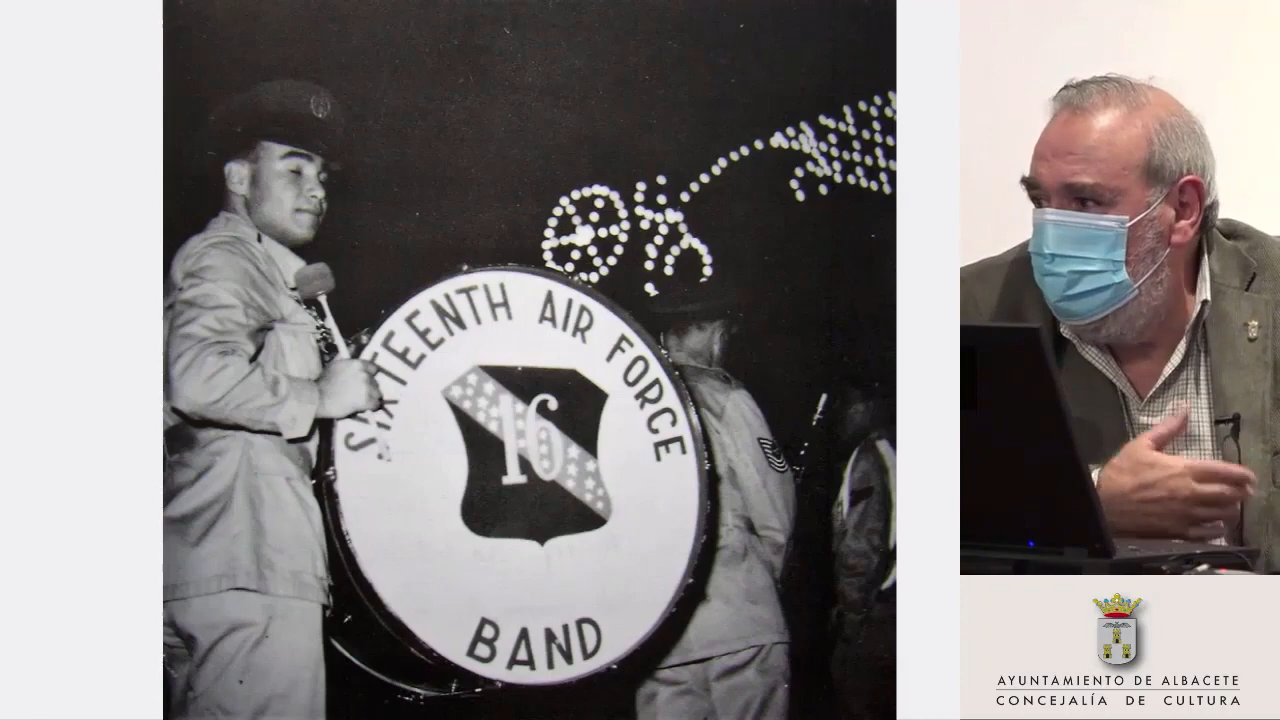 SIXTEENTH AIR FORCE
16
BAND
AYUNTAMIENTO DE ALBACETE
CONCEJALÍA DE CULTURA